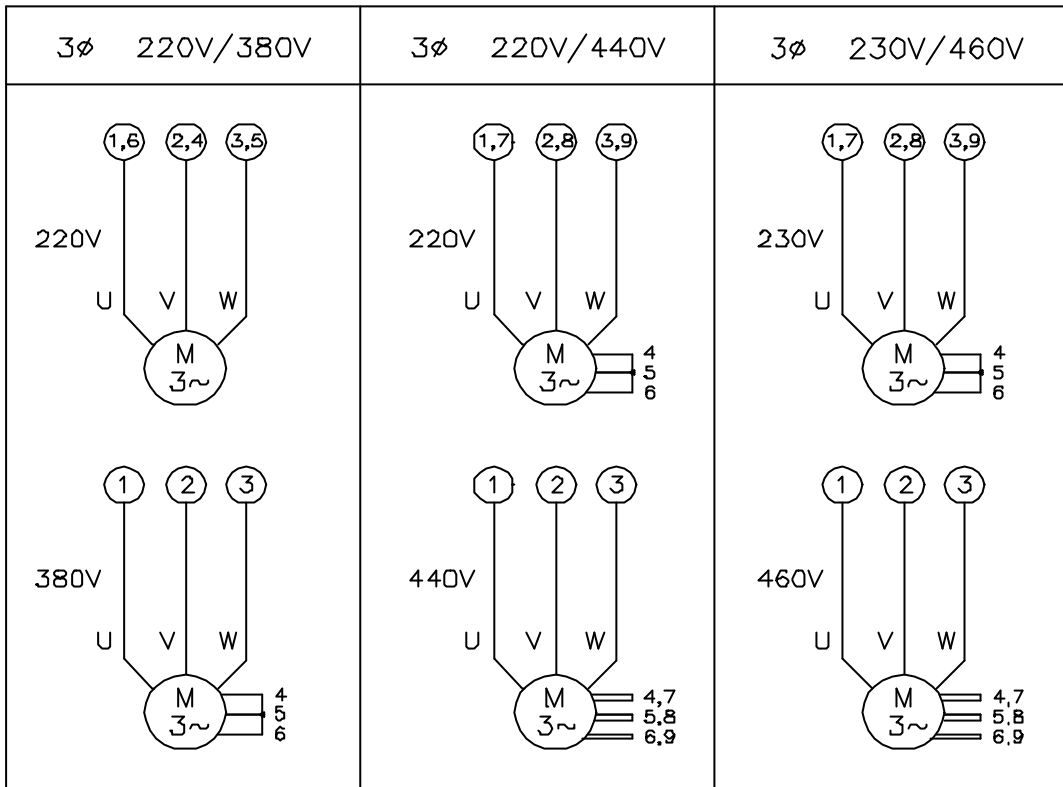 3ø 220V/380V
3ø 220V/440V
3ø 230V/460V
1,6 2,4 3,5
220V
U V W
M
3~
1,7 2,8 3,9
220V
U V W
M
3~
4
5
6
1,7 2,8 3,9
230V
U V W
M
3~
4
5
6
1 2 3
380V
U V W
M
3~
4
5
6
1 2 3
440V
U V W
M
3~
4,7
5,8
6,9
1 2 3
460V
U V W
M
3~
4,7
5,8
6,9